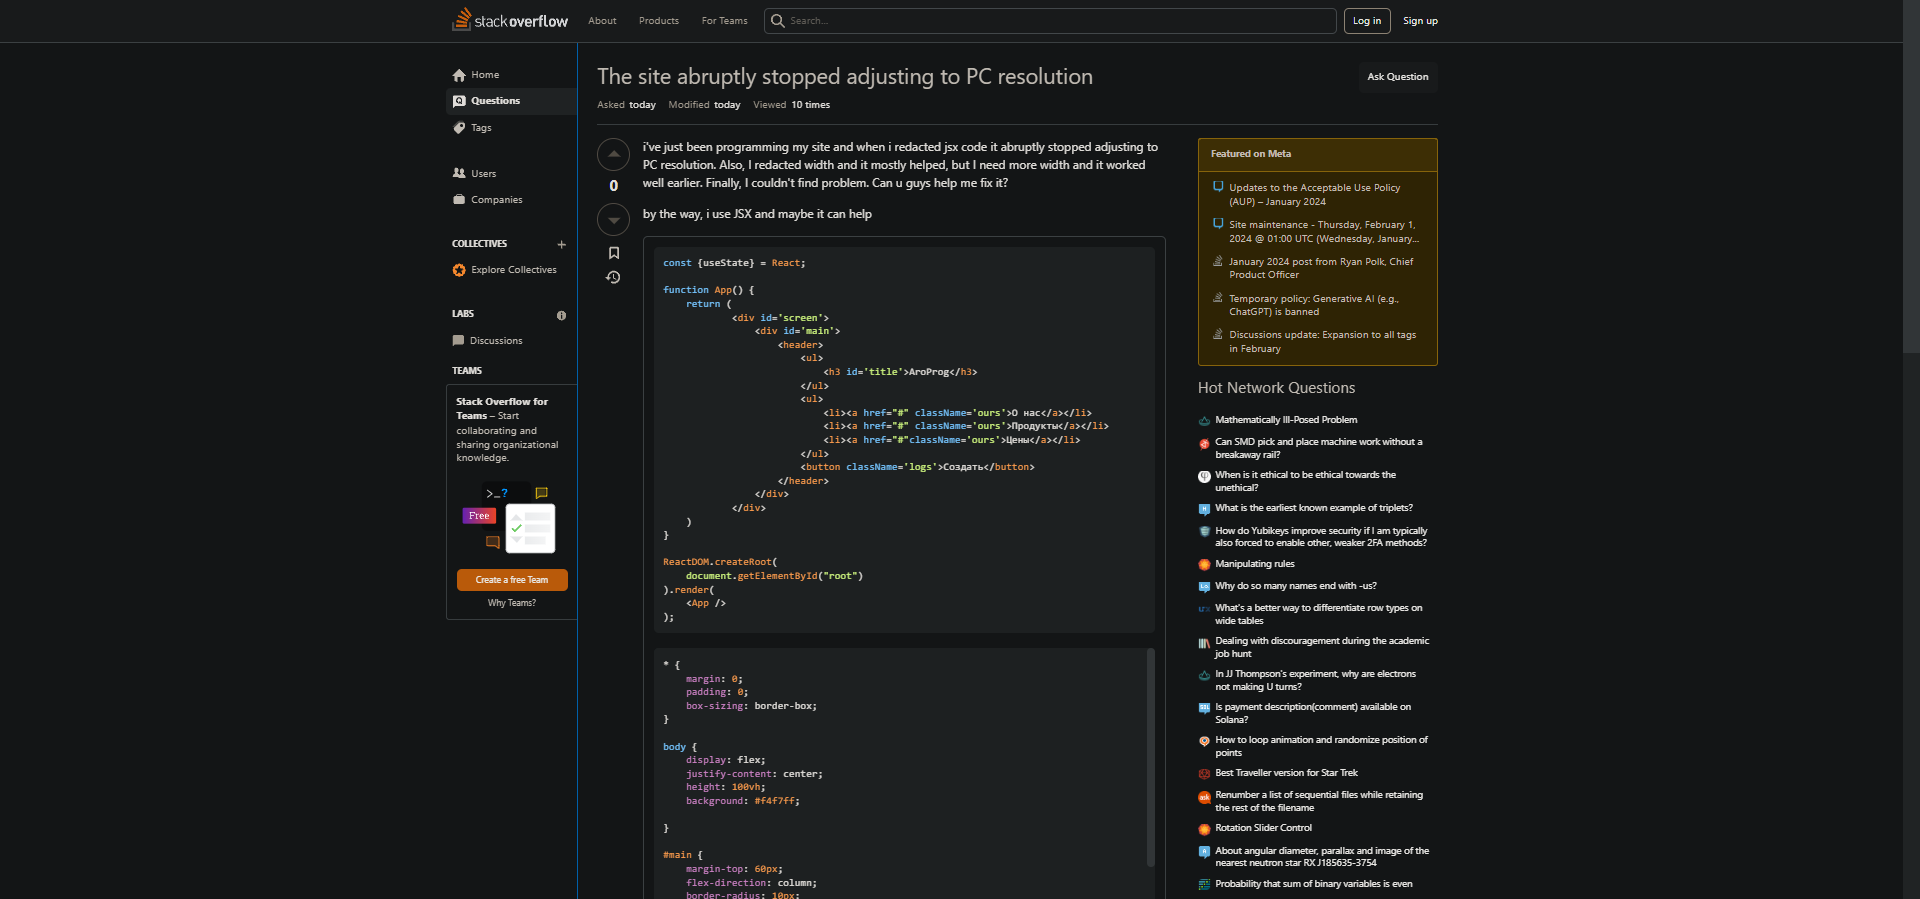 stackoverflow
About
Products
For Teams
Search...
Log in
Sign up
Home
Questions
Tags
Users
Companies
COLLECTIVES
Explore Collectives
LABS
Discussions
TEAMS
Stack Overflow for
Teams – Start
collaborating and
sharing organizational
knowledge.
>_?
Free
Create a free Team
Why Teams?
The site abruptly stopped adjusting to PC resolution
Ask Question
Asked today Modified today Viewed 10 times
0
i've just been programming my site and when i redacted jsx code it abruptly stopped adjusting to
PC resolution. Also, I redacted width and it mostly helped, but I need more width and it worked
well earlier. Finally, I couldn't find problem. Can u guys help me fix it?
by the way, i use JSX and maybe it can help
const {useState} = React;
function App() {
return (
<div id='screen'>
<div id='main'>
<header>
<ul>
<h3 id='title'>AroProg</h3>
</ul>
<ul>
<li><a href="#" className='ours'>О нас</a></li>
<li><a href="#" className='ours'>Продукты</a></li>
<li><a href="#"className='ours'>Цены</a></li>
</ul>
<button className='logs'>Создать</button>
</header>
</div>
</div>
)
}
ReactDOM.createRoot(
document.getElementById("root")
).render(
<App />
);
* {
margin: 0;
padding: 0;
box-sizing: border-box;
}
body {
display: flex;
justify-content: center;
height: 100vh;
background: #f4f7ff;
}
#main {
margin-top: 60px;
flex-direction: column;
border-radius: 10px;
Featured on Meta
Updates to the Acceptable Use Policy
(AUP) – January 2024
Site maintenance - Thursday, February 1,
2024 @ 01:00 UTC (Wednesday, January...
January 2024 post from Ryan Polk, Chief
Product Officer
Temporary policy: Generative AI (e.g.,
ChatGPT) is banned
Discussions update: Expansion to all tags
in February
Hot Network Questions
Mathematically Ill-Posed Problem
Can SMD pick and place machine work without a
breakaway rail?
When is it ethical to be ethical towards the
unethical?
What is the earliest known example of triplets?
How do Yubikeys improve security if I am typically
also forced to enable other, weaker 2FA methods?
Manipulating rules
Why do so many names end with -us?
What's a better way to differentiate row types on
wide tables
Dealing with discouragement during the academic
job hunt
In JJ Thompson's experiment, why are electrons
not making U turns?
Is payment description(comment) available on
Solana?
How to loop animation and randomize position of
points
Best Traveller version for Star Trek
Renumber a list of sequential files while retaining
the rest of the filename
Rotation Slider Control
About angular diameter, parallax and image of the
nearest neutron star RX J185635-3754
Probability that sum of binary variables is even